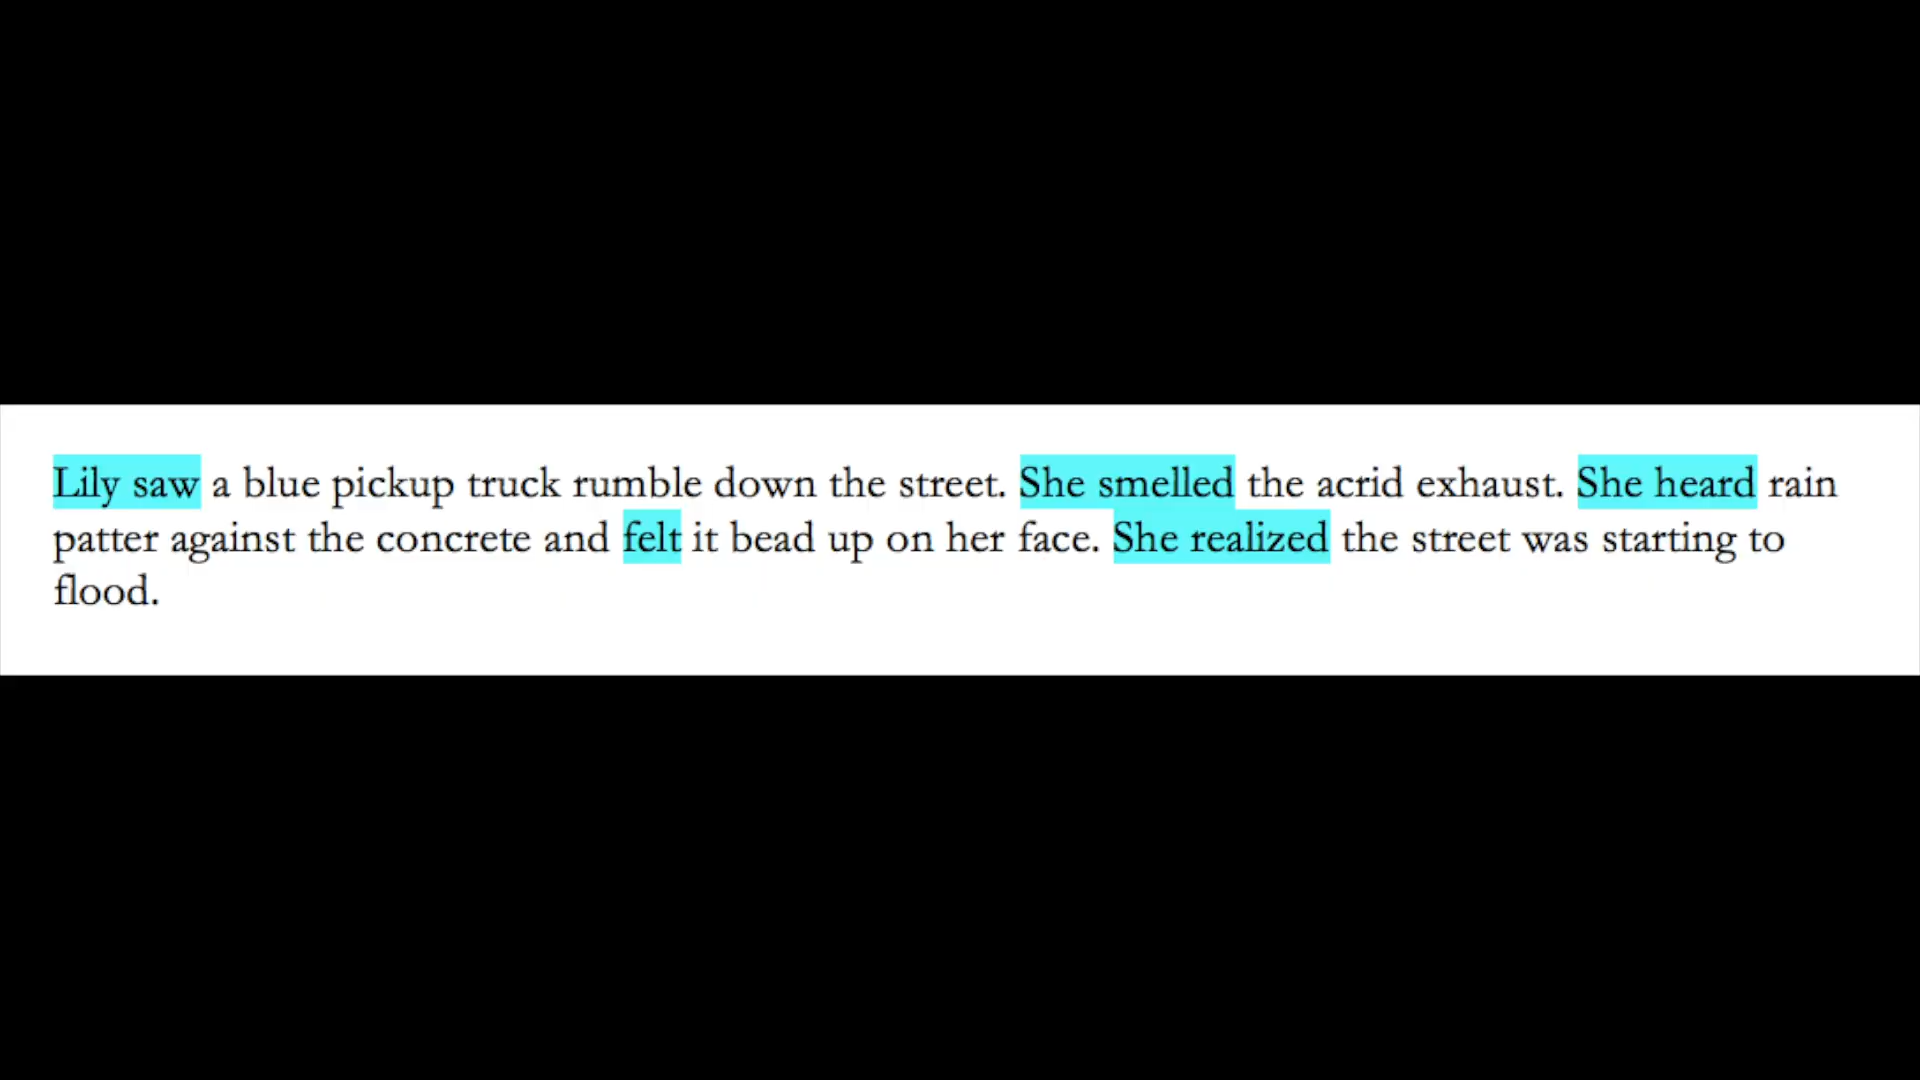 Lily saw a blue pickup truck rumble down the street. She smelled the acrid exhaust. She heard rain
patter against the concrete and felt it bead up on her face. She realized the street was starting to
flood.